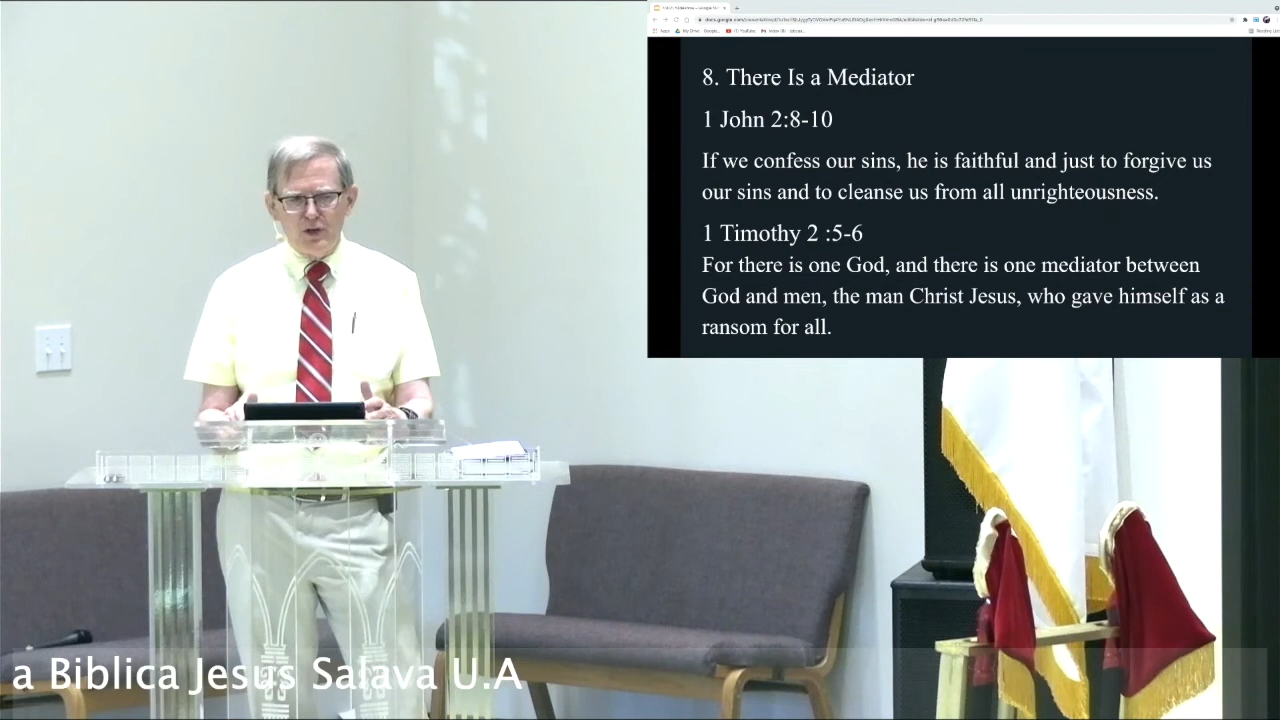 8. There Is a Mediator
1 John 2:8-10
If we confess our sins, he is faithful and just to forgive us
our sins and to cleanse us from all unrighteousness.
1 Timothy 2 :5-6
For there is one God, and there is one mediator between
God and men, the man Christ Jesus, who gave himself as a
ransom for all.
a Biblica Jesus Salava U.A